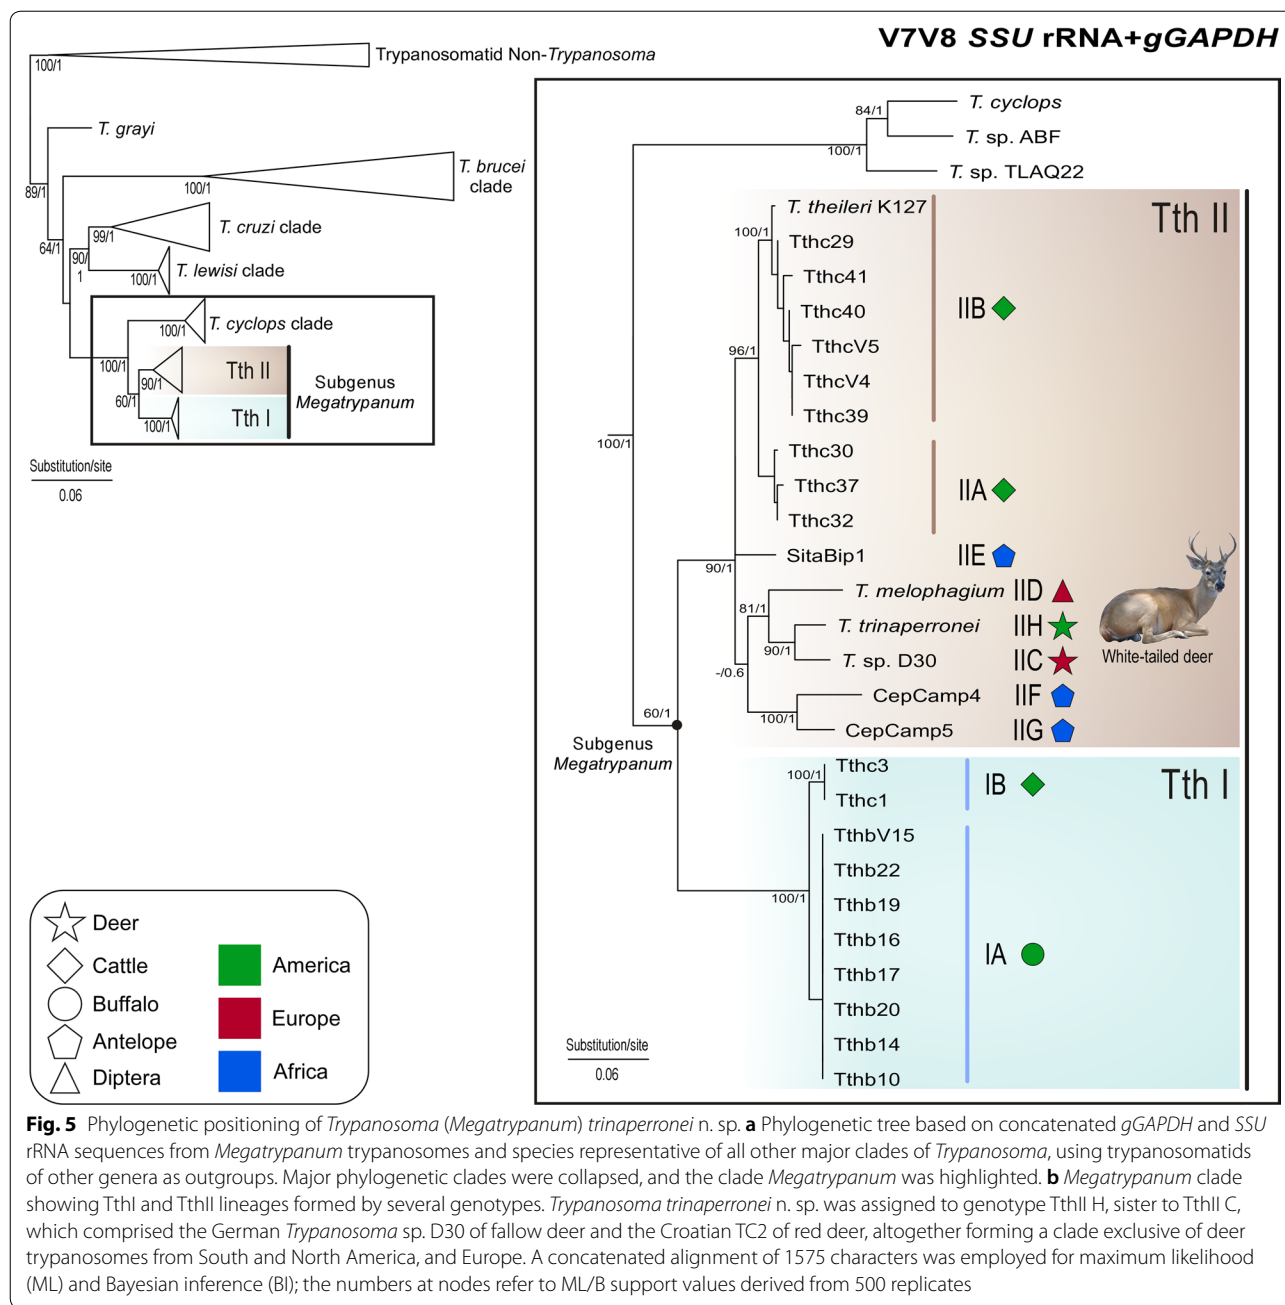 V7V8 SSU rRNA+gGAPDH
100/1
Trypanosomatid Non-Trypanosoma
T. grayi
89/1
T. brucei
clade
100/1
64/1
T. cruzi clade
99/1
90/
1
T. lewisi clade
100/1
T. cyclops clade
100/1
100/1
Tth II
90/1
60/1
Tth I
100/1
Subgenus
Megatrypanum
Substitution/site
0.06
T. cyclops
84/1
T. sp. ABF
100/1
T. sp. TLAQ22
Tth II
T. theileri K127
100/1
Tthc29
Tthc41
Tthc40
IIB
ThcV5
96/1
TthcV4
Tthc39
100/1
Tthc30
Tthc37
IIA
Tthc32
SitaBip1
IIE
90/1
T. melophagium
IID
81/1
T. trinaperronei
IIH
90/1
T. sp. D30
IIC
White-tailed deer
-/0.6
CepCamp4
IIF
100/1
CepCamp5
IIG
60/1
Subgenus
Megatrypanum
Tth I
Tthc3
100/1
IB
Tthc1
TthbV15
Tthb22
100/1
Tthb19
Tthb16
IA
Tthb17
Tthb20
Tthb14
Tthb10
Substitution/site
0.06
Deer
Cattle
Buffalo
Antelope
Diptera
America
Europe
Africa
Fig. 5 Phylogenetic positioning of Trypanosoma (Megatrypanum) trinaperronei n. sp. a Phylogenetic tree based on concatenated gGAPDH and SSU
rRNA sequences from Megatrypanum trypanosomes and species representative of all other major clades of Trypanosoma, using trypanosomatids
of other genera as outgroups. Major phylogenetic clades were collapsed, and the clade Megatrypanum was highlighted. b Megatrypanum clade
showing TthI and TthII lineages formed by several genotypes. Trypanosoma trinaperronei n. sp. was assigned to genotype TthII H, sister to TthII C,
which comprised the German Trypanosoma sp. D30 of fallow deer and the Croatian TC2 of red deer, altogether forming a clade exclusive of deer
trypanosomes from South and North America, and Europe. A concatenated alignment of 1575 characters was employed for maximum likelihood
(ML) and Bayesian inference (BI); the numbers at nodes refer to ML/B support values derived from 500 replicates